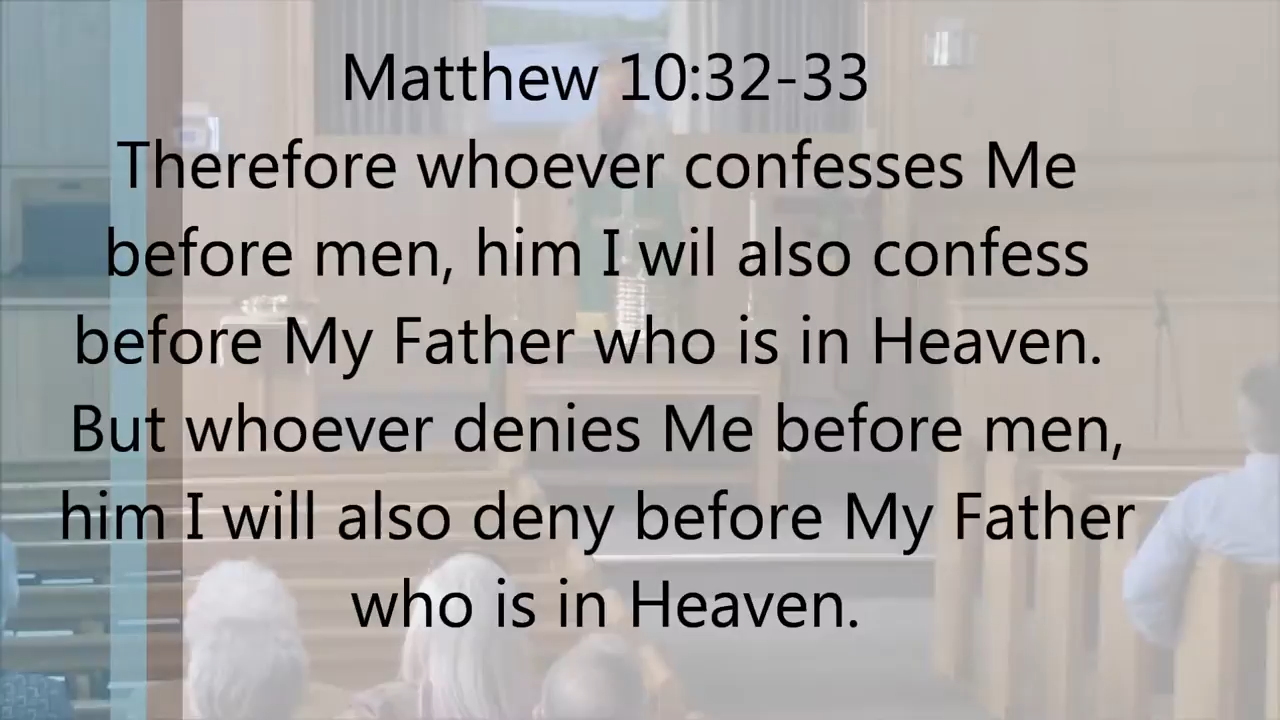 Matthew 10:32-33
Therefore whoever confesses Me
before men, him I wil also confess
before My Father who is in Heaven.
But whoever denies Me before men,
him I will also deny before My Father
who is in Heaven.